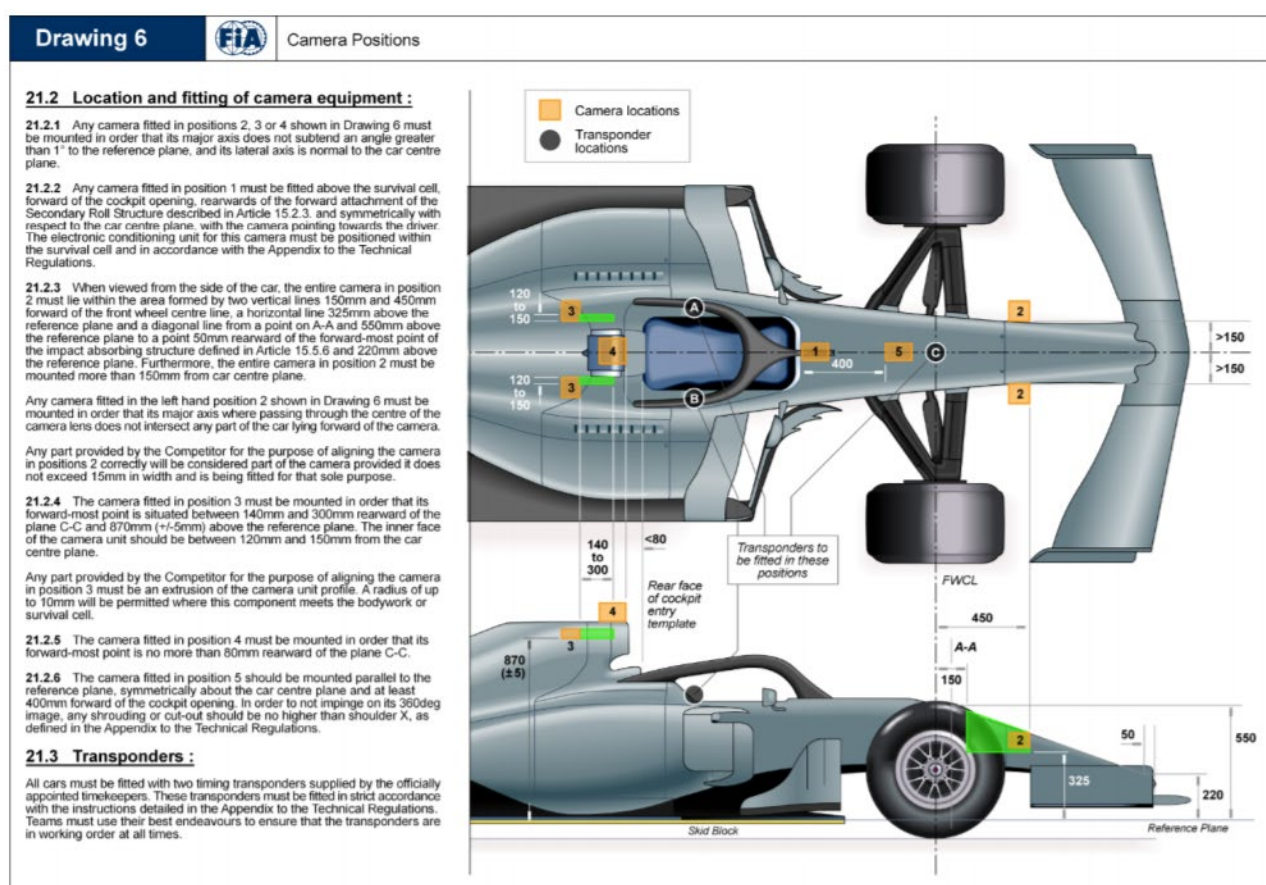 Drawing 6
FiA
Camera Positions
21.2 Location and fitting of camera equipment :
21.2.1 Any camera fitted in positions 2, 3 or 4 shown in Drawing 6 must
be mounted in order that its major axis does not subtend an angle greater
than 1° to the reference plane, and its lateral axis is normal to the car centre
plane.
21.2.2 Any camera fitted in position 1 must be fitted above the survival cell,
forward of the cockpit opening, rearwards of the forward attachment of the
Secondary Roll Structure described in Article 15.2.3. and symmetrically with
respect to the car centre plane, with the camera pointing towards the driver.
The electronic conditioning unit for this camera must be positioned within
the survival cell and in accordance with the Appendix to the Technical
Regulations.
21.2.3 When viewed from the side of the car, the entire camera in position
2 must lie within the area formed by two vertical lines 150mm and 450mm
forward of the front wheel centre line, a horizontal line 325mm above the
reference plane and a diagonal line from a point on A-A and 550mm above
the reference plane to a point 50mm rearward of the forward-most point of
the impact absorbing structure defined in Article 15.5.6 and 220mm above
the reference plane. Furthermore, the entire camera in position 2 must be
mounted more than 150mm from car centre plane.
Any camera fitted in the left hand position 2 shown in Drawing 6 must be
mounted in order that its major axis where passing through the centre of the
camera lens does not intersect any part of the car lying forward of the camera.
Any part provided by the Competitor for the purpose of aligning the camera
in positions 2 correctly will be considered part of the camera provided it does
not exceed 15mm in width and is being fitted for that sole purpose.
21.2.4 The camera fitted in position 3 must be mounted in order that its
forward-most point is situated between 140mm and 300mm rearward of the
plane C-C and 870mm (+/-5mm) above the reference plane. The inner face
of the camera unit should be between 120mm and 150mm from the car
centre plane.
Any part provided by the Competitor for the purpose of aligning the camera
in position 3 must be an extrusion of the camera unit profile. A radius of up
to 10mm will be permitted where this component meets the bodywork or
survival cell.
21.2.5 The camera fitted in position 4 must be mounted in order that its
forward-most point is no more than 80mm rearward of the plane C-C.
21.2.6 The camera fitted in position 5 should be mounted parallel to the
reference plane, symmetrically about the car centre plane and at least
400mm forward of the cockpit opening. In order to not impinge on its 360deg
image, any shrouding or cut-out should be no higher than shoulder X, as
defined in the Appendix to the Technical Regulations.
21.3 Transponders :
All cars must be fitted with two timing transponders supplied by the officially
appointed timekeepers. These transponders must be fitted in strict accordance
with the instructions detailed in the Appendix to the Technical Regulations.
Teams must use their best endeavours to ensure that the transponders are
in working order at all times.
Camera locations
Transponder
locations
120
to
150
3
A
2
4
1
400
5
C
>150
>150
120
to
150
3
B
2
140
to
300
<80
Rear face
of cockpit
entry
template
Transponders to
be fitted in these
positions
FWCL
450
A-A
150
4
3
870
(±5)
2
50
550
325
220
Skid Block
Reference Plane